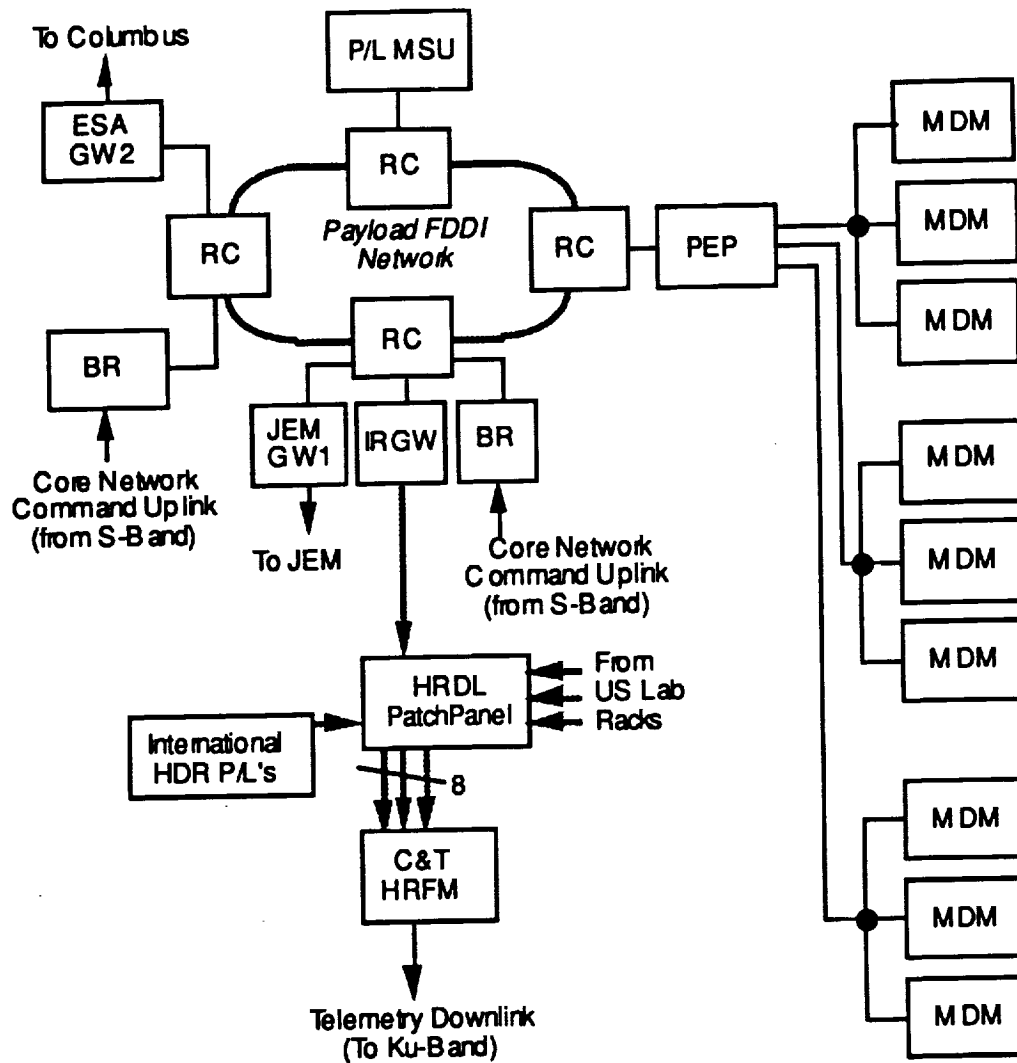 To Columbus
P/L MSU
ESA
GW2
RC
MDM
MDM
MDM
Payload FDDI
Network
RC
RC
PEP
RC
BR
JEM
GW1
IRGW
BR
MDM
MDM
MDM
Core Network
Command Uplink
(from S-Band)
To JEM
Core Network
Command Uplink
(from S-Band)
HRDL
PatchPanel
From
US Lab
Racks
International
HDR P/L's
8
C&T
HRFM
MDM
MDM
MDM
Telemetry Downlink
(To Ku-Band)